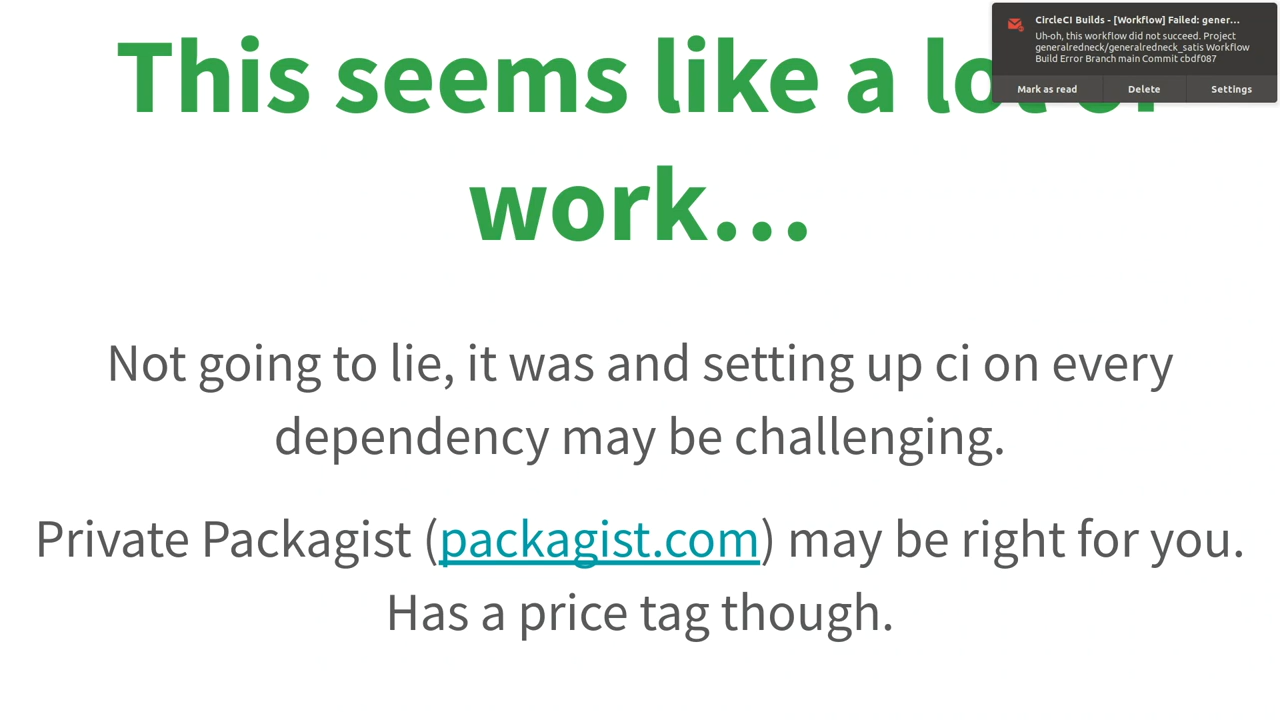 This seems like a
work...
CircleCI Builds - [Workflow] Failed: gener...
Uh-oh, this workflow did not succeed. Project
generalredneck/generalredneck_satis Workflow
Build Error Branch main Commit cbdf087
Mark as read Delete Settings
Not going to lie, it was and setting up ci on every
dependency may be challenging.
Private Packagist (packagist.com) may be right for you.
Has a price tag though.